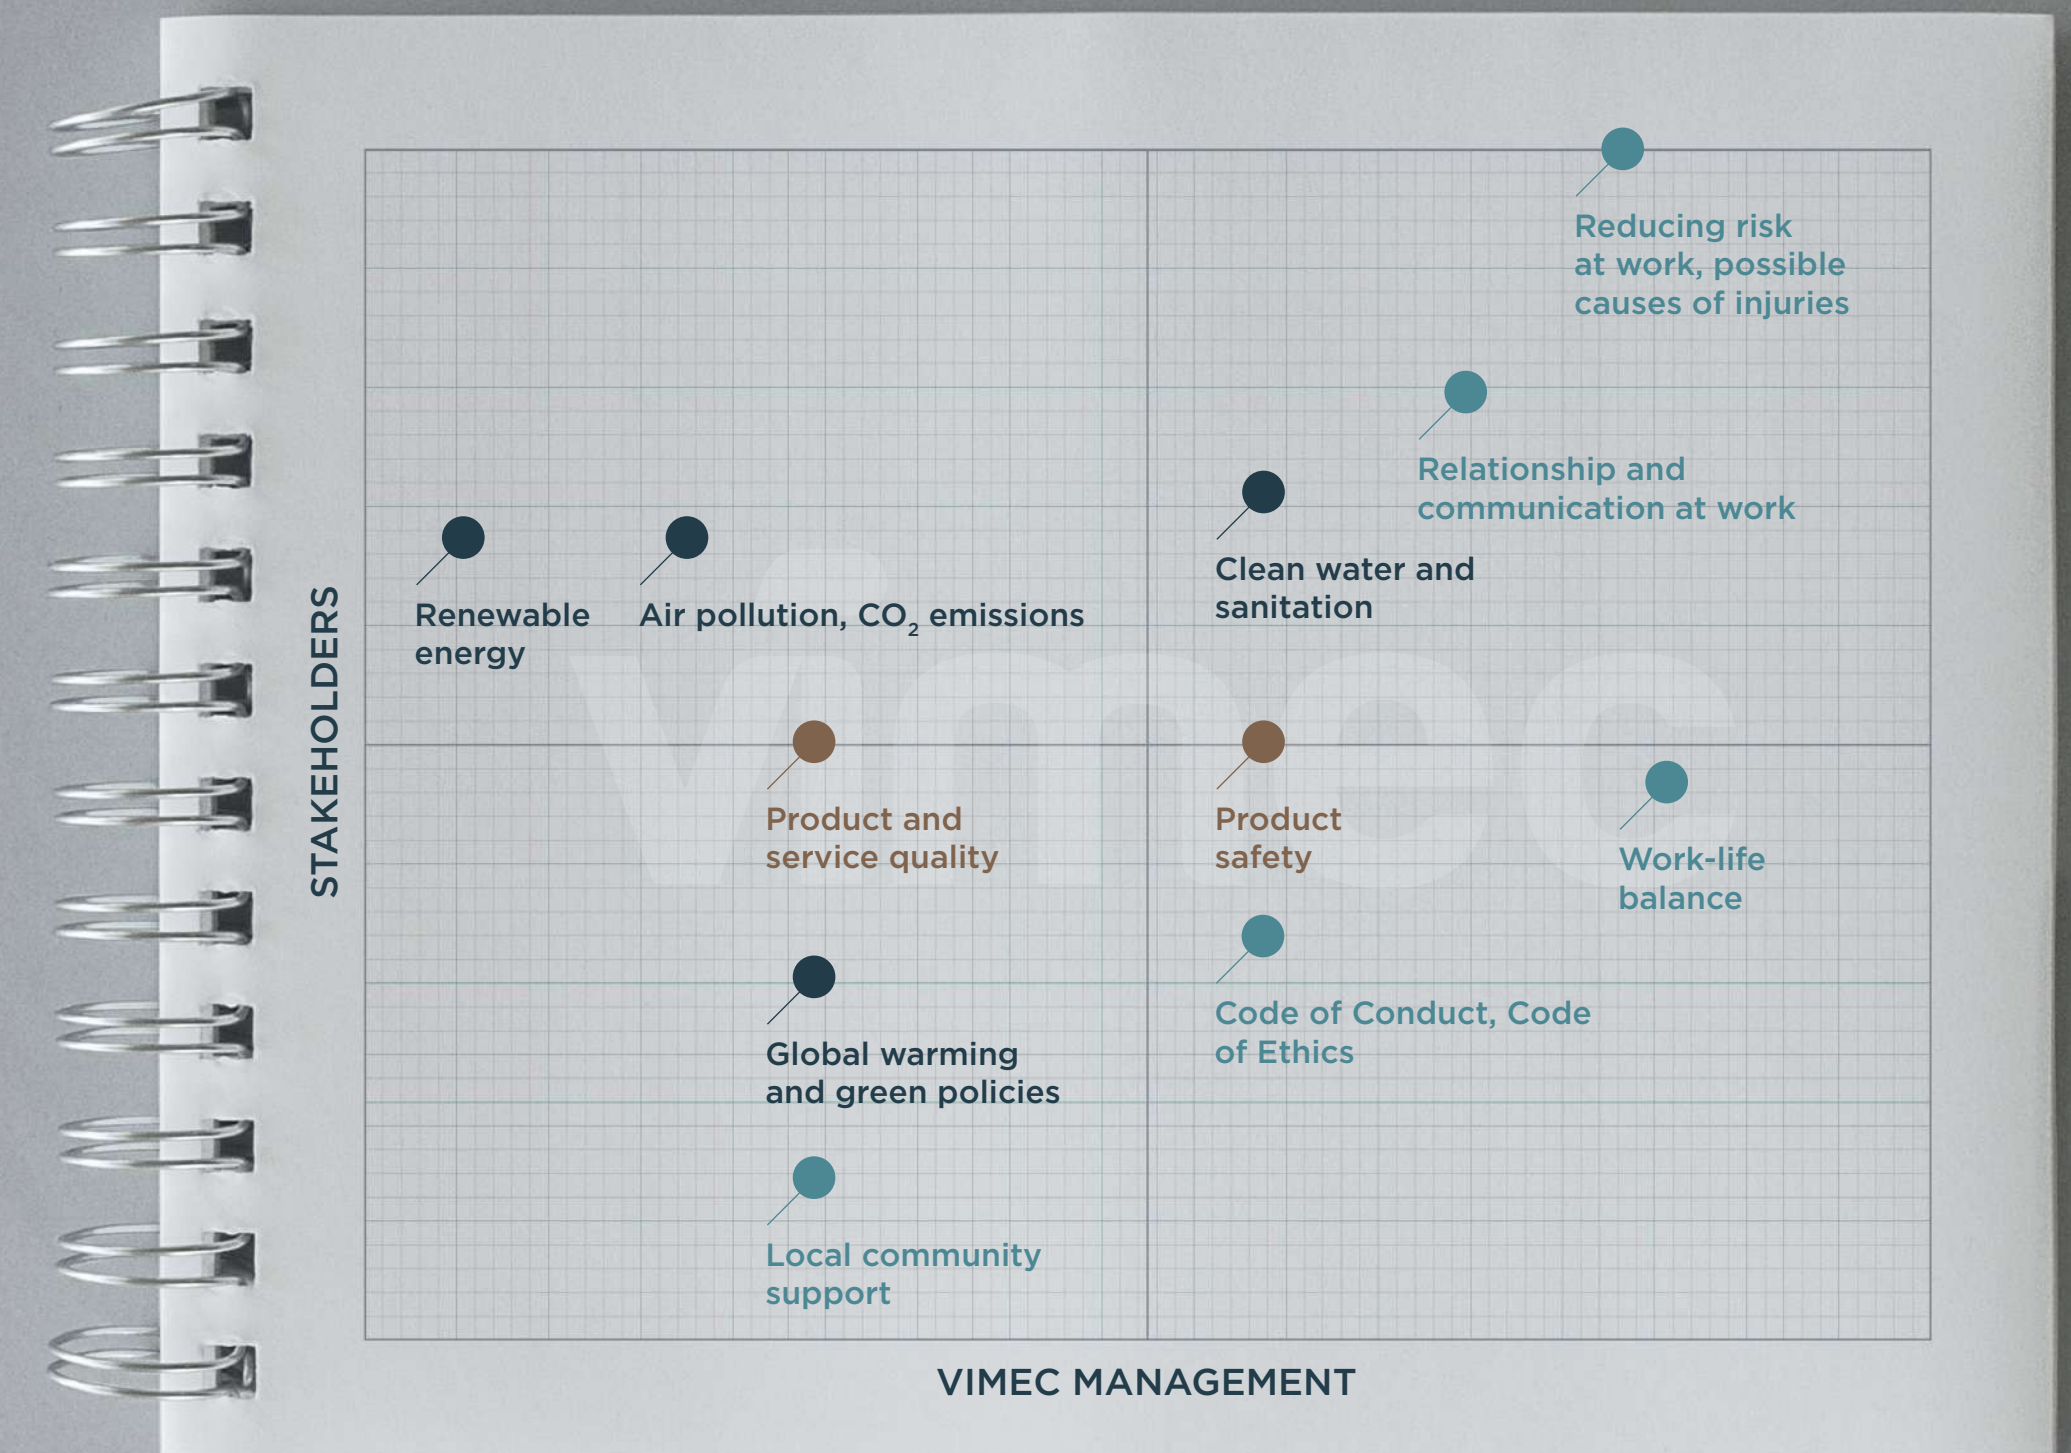 Reducing risk
at work, possible
causes of injuries
Relationship and
communication at work
Clean water and
sanitation
Renewable
energy
Air pollution, CO₂ emissions
STAKEHOLDERS
vimec
Product and
service quality
Product
safety
Work-life
balance
Code of Conduct, Code
of Ethics
Global warming
and green policies
Local community
support
VIMEC MANAGEMENT